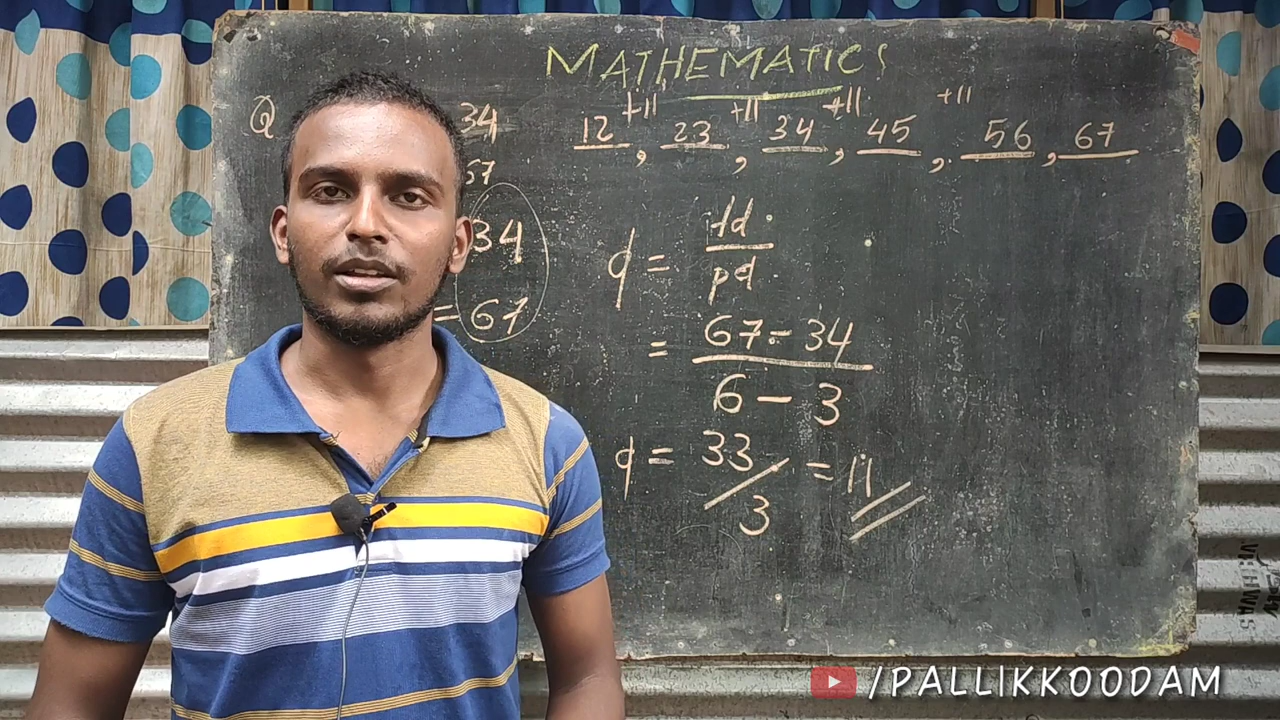 MATHEMATICS
Q
34
67
34
= 67
+11 +11 +11 +11
12, 23, 34, 45, 56, 67
d = td
pd
= 67 - 34
6 - 3
d = 33
3
= 11
/PALLIKKOODAM